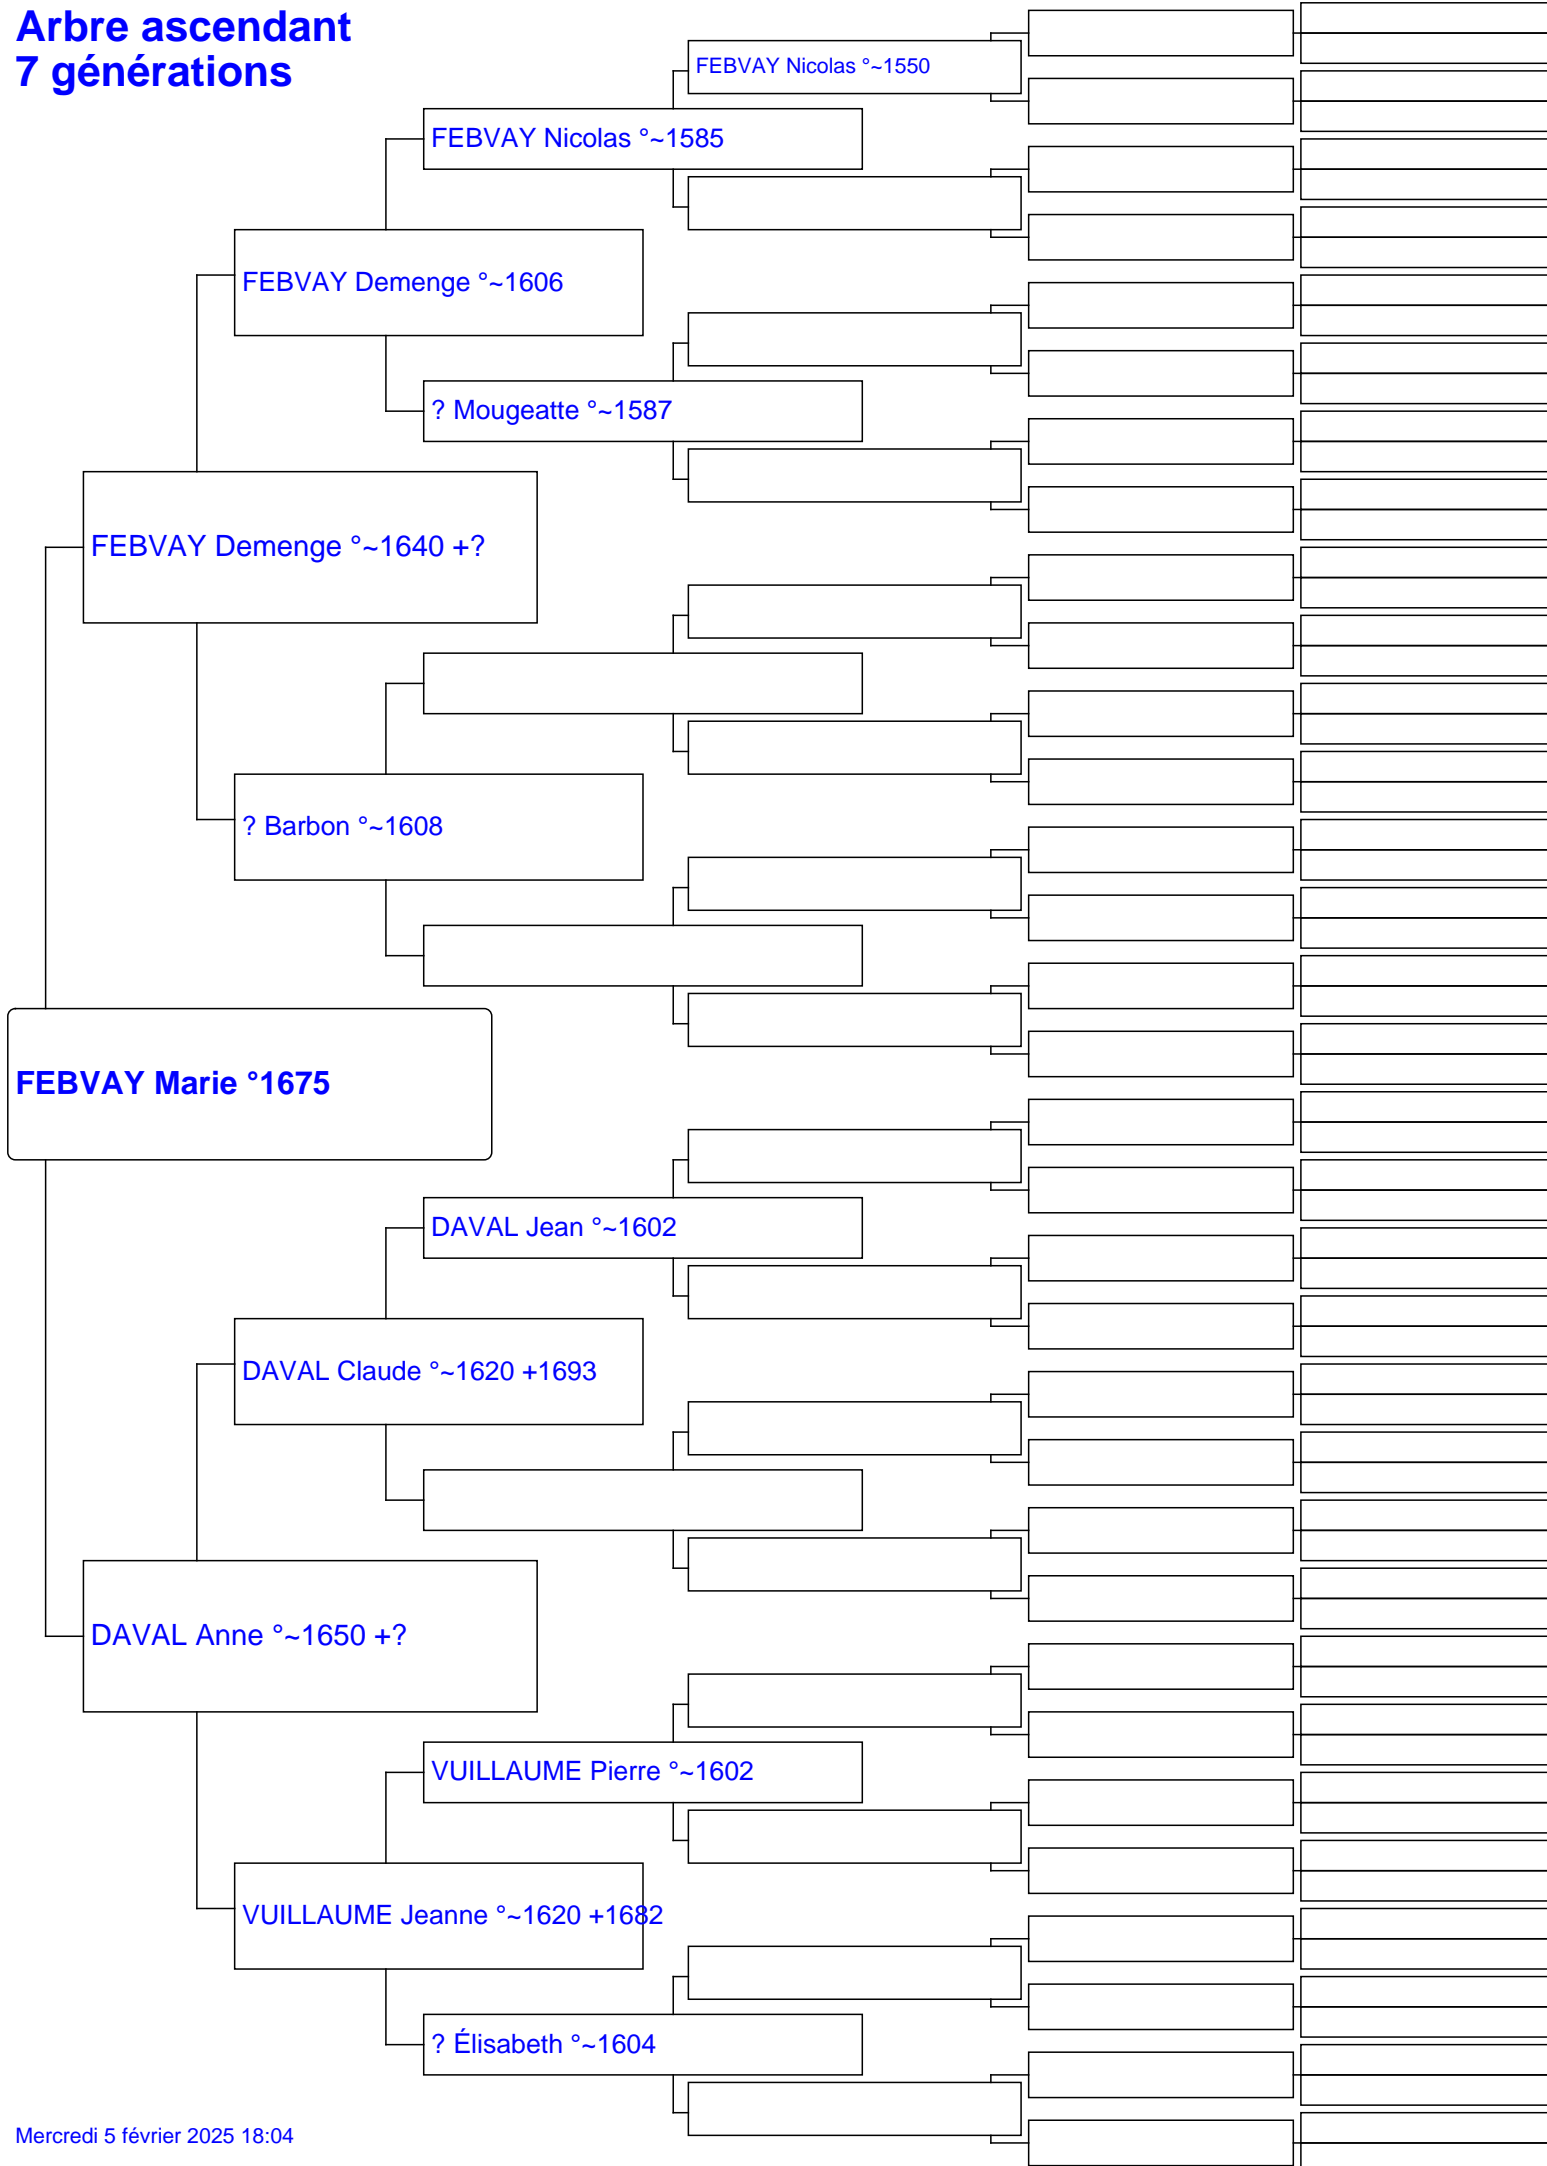 Arbre ascendant
7 générations
FEBVAY Nicolas °~1550
FEBVAY Nicolas °~1585
FEBVAY Demenge °~1606
? Mougeatte °~1587
FEBVAY Demenge °~1640 +?
? Barbon °~1608
FEBVAY Marie °1675
DAVAL Jean °~1602
DAVAL Claude °~1620 +1693
DAVAL Anne °~1650 +?
VUILLAUME Pierre °~1602
VUILLAUME Jeanne °~1620 +1682
? Élisabeth °~1604
Mercredi 5 février 2025 18:04